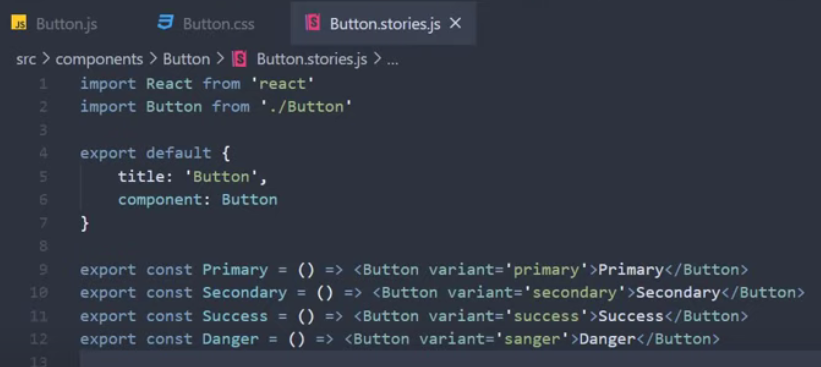 Button.js Button.css Button.stories.js ×
src > components > Button > Button.stories.js > ...
1 import React from 'react'
2 import Button from './Button'
3
4 export default {
5 title: 'Button',
6 component: Button
7 }
8
9 export const Primary = () => <Button variant='primary'>Primary</Button>
10 export const Secondary = () => <Button variant='secondary'>Secondary</Button>
11 export const Success = () => <Button variant='success'>Success</Button>
12 export const Danger = () => <Button variant='sanger'>Danger</Button>
13